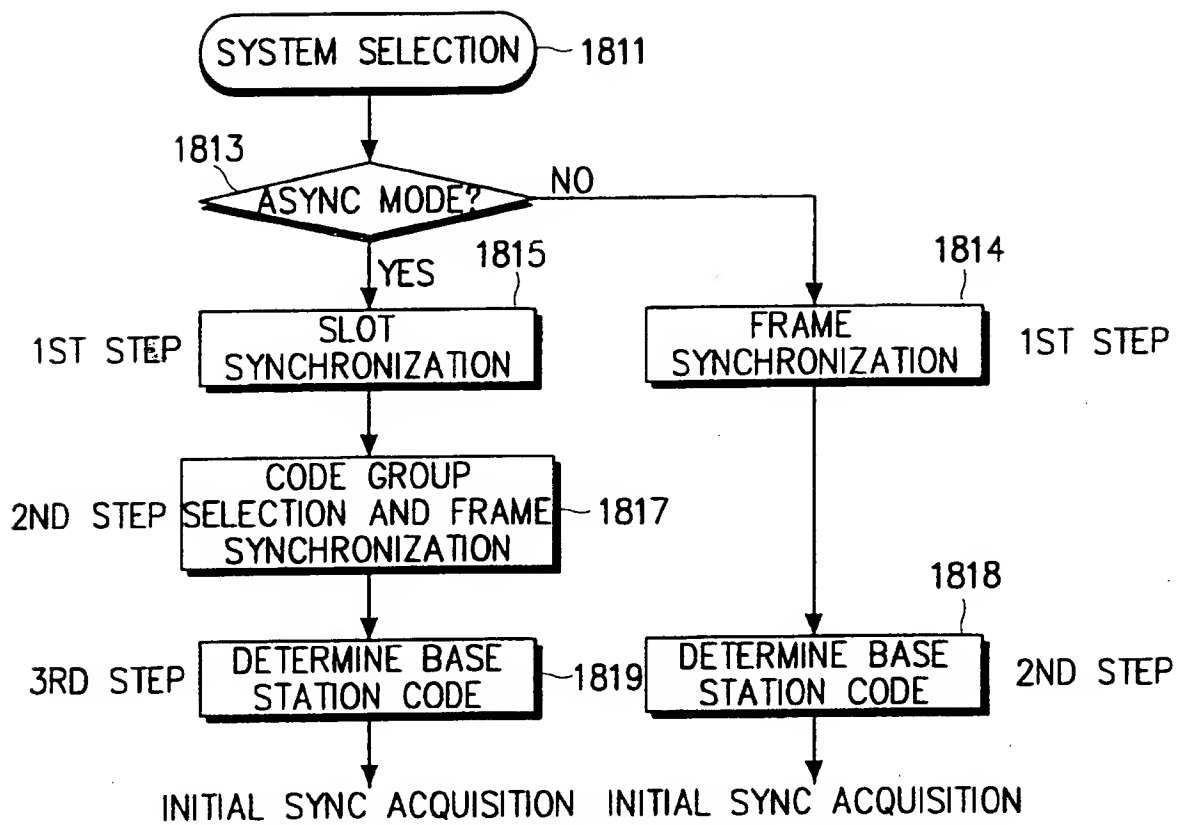 SYSTEM SELECTION
1811
1813
ASYNC MODE?
NO
YES
1815
1814
1ST STEP
SLOT
SYNCHRONIZATION
FRAME
SYNCHRONIZATION
1ST STEP
2ND STEP
CODE GROUP
SELECTION AND FRAME
SYNCHRONIZATION
1817
1818
3RD STEP
DETERMINE BASE
STATION CODE
1819
DETERMINE BASE
STATION CODE
2ND STEP
INITIAL SYNC ACQUISITION
INITIAL SYNC ACQUISITION